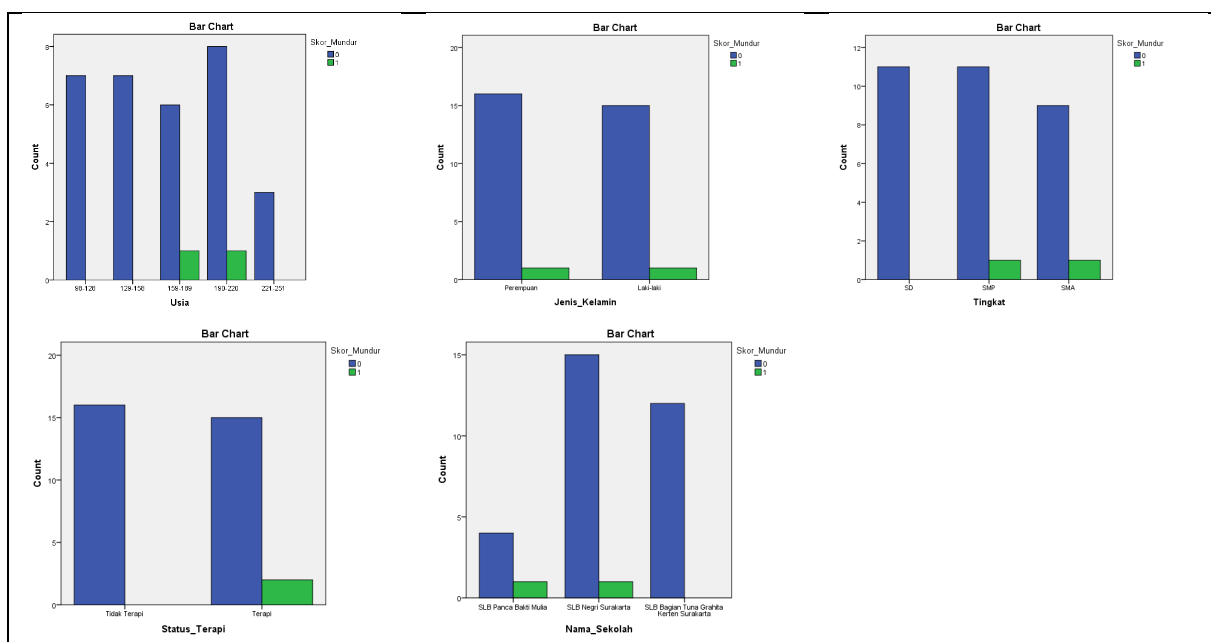 Bar Chart
Skor_Mundur
0
1
8
6
4
2
0
Count
159-189
190-220
221-251
Usia
Bar Chart
Skor_Mundur
0
1
20
15
10
5
0
Count
Perempuan
Laki-laki
Jenis_Kelamin
Bar Chart
Skor_Mundur
0
1
12
10
8
6
4
2
0
Count
SD
SMP
SMA
Tingkat
Bar Chart
Skor_Mundur
0
1
20
15
10
5
0
Count
Tidak Terapi
Terapi
Status_Terapi
Bar Chart
Skor_Mundur
0
1
15
10
5
0
Count
SLB Panca Bakti Mulia
SLB Negri Surakarta
SLB Bagian Tuna Grahita
Kerten Surakarta
Nama_Sekolah